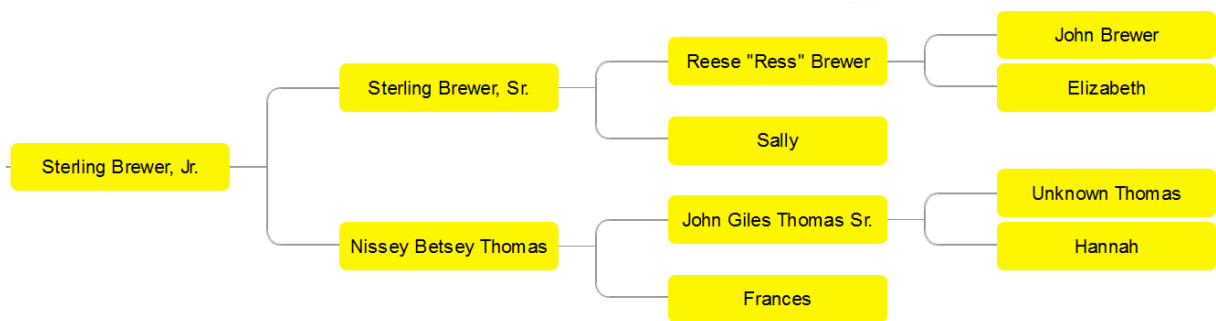 John Brewer
Reese "Ress" Brewer
Sterling Brewer, Sr.
Elizabeth
Sally
Sterling Brewer, Jr.
Unknown Thomas
John Giles Thomas Sr.
Nissey Betsey Thomas
Hannah
Frances